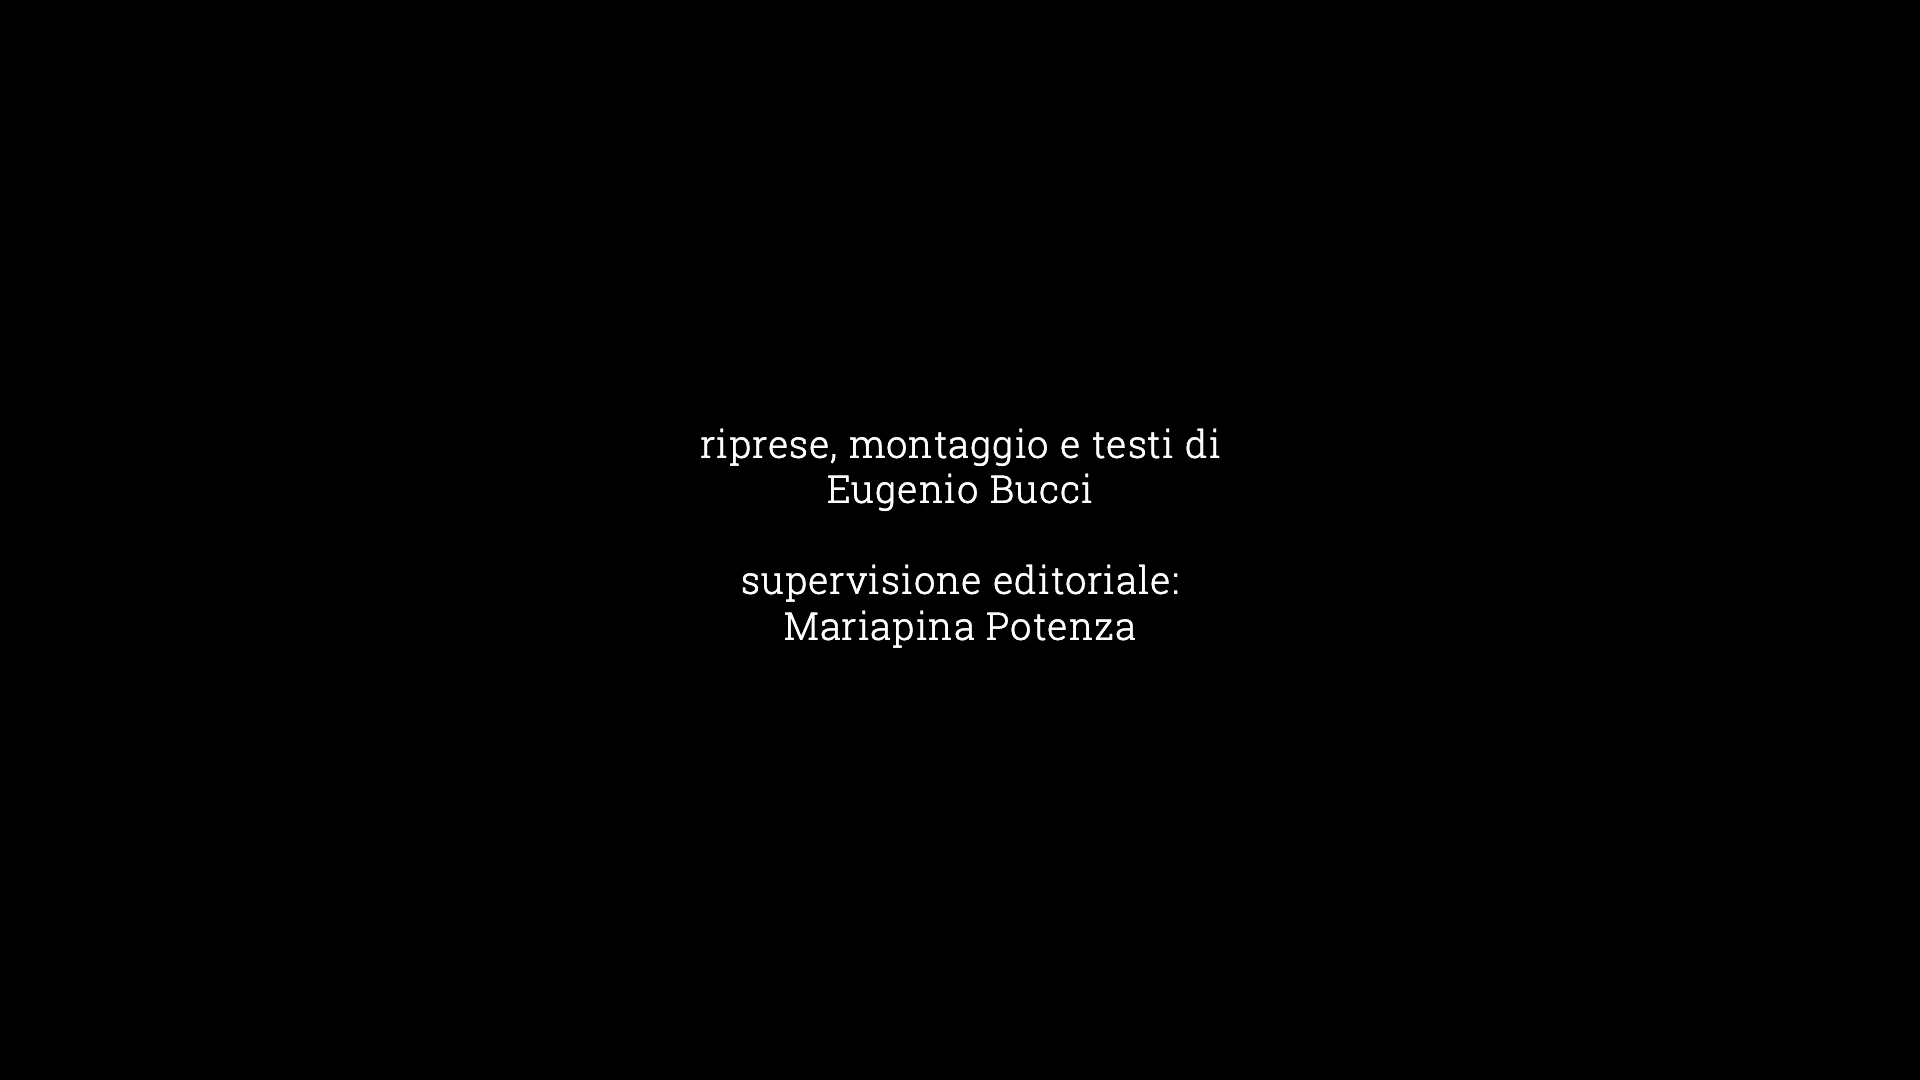 riprese, montaggio e testi di
Eugenio Bucci
supervisione editoriale:
Mariapina Potenza